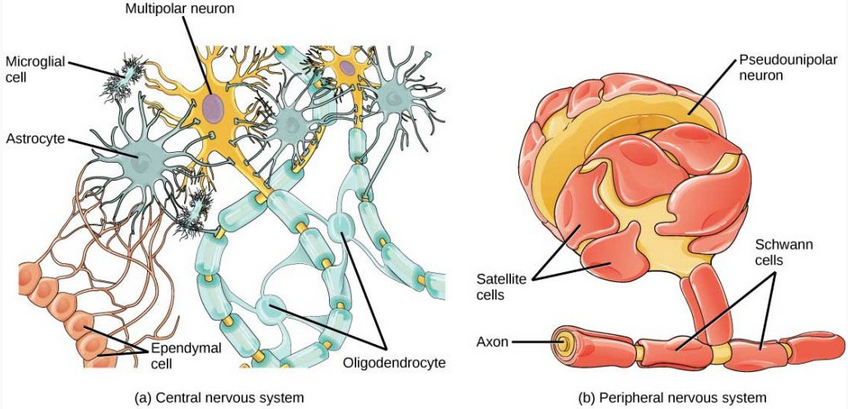 Multipolar neuron
Microglial
cell
Astrocyte
Ependymal
cell
Oligodendrocyte
(a) Central nervous system
Pseudounipolar
neuron
Satellite
cells
Schwann
cells
Axon
(b) Peripheral nervous system